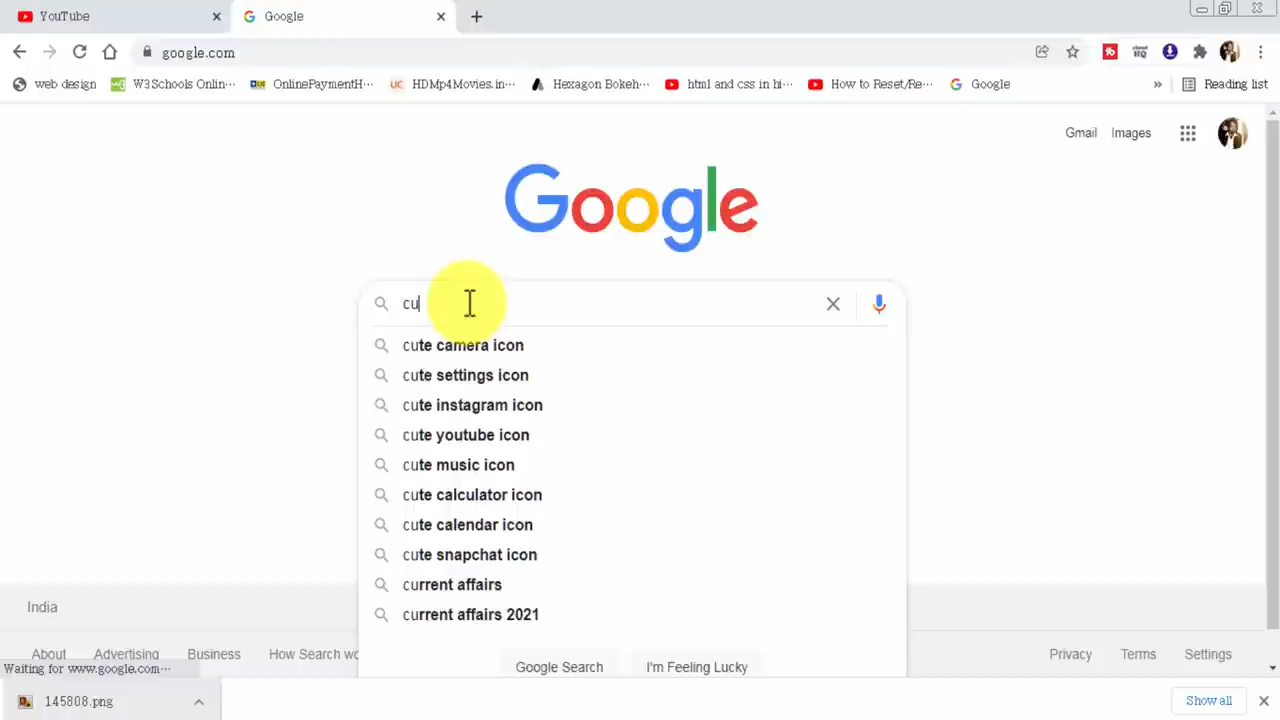 YouTube
Google
google.com
web design
W3Schools Onlin···
OnlinePaymentH···
HDMp4Movies.in···
Hexagon Bokeh···
html and css in hi···
How to Reset/Re···
Google
»
Reading list
Gmail
Images
Google
cu
cute camera icon
cute settings icon
cute instagram icon
cute youtube icon
cute music icon
cute calculator icon
cute calendar icon
cute snapchat icon
current affairs
current affairs 2021
Google Search
I'm Feeling Lucky
India
About
Advertising
Business
How Search wo
Privacy
Terms
Settings
Waiting for www.google.com···
145808.png
Show all